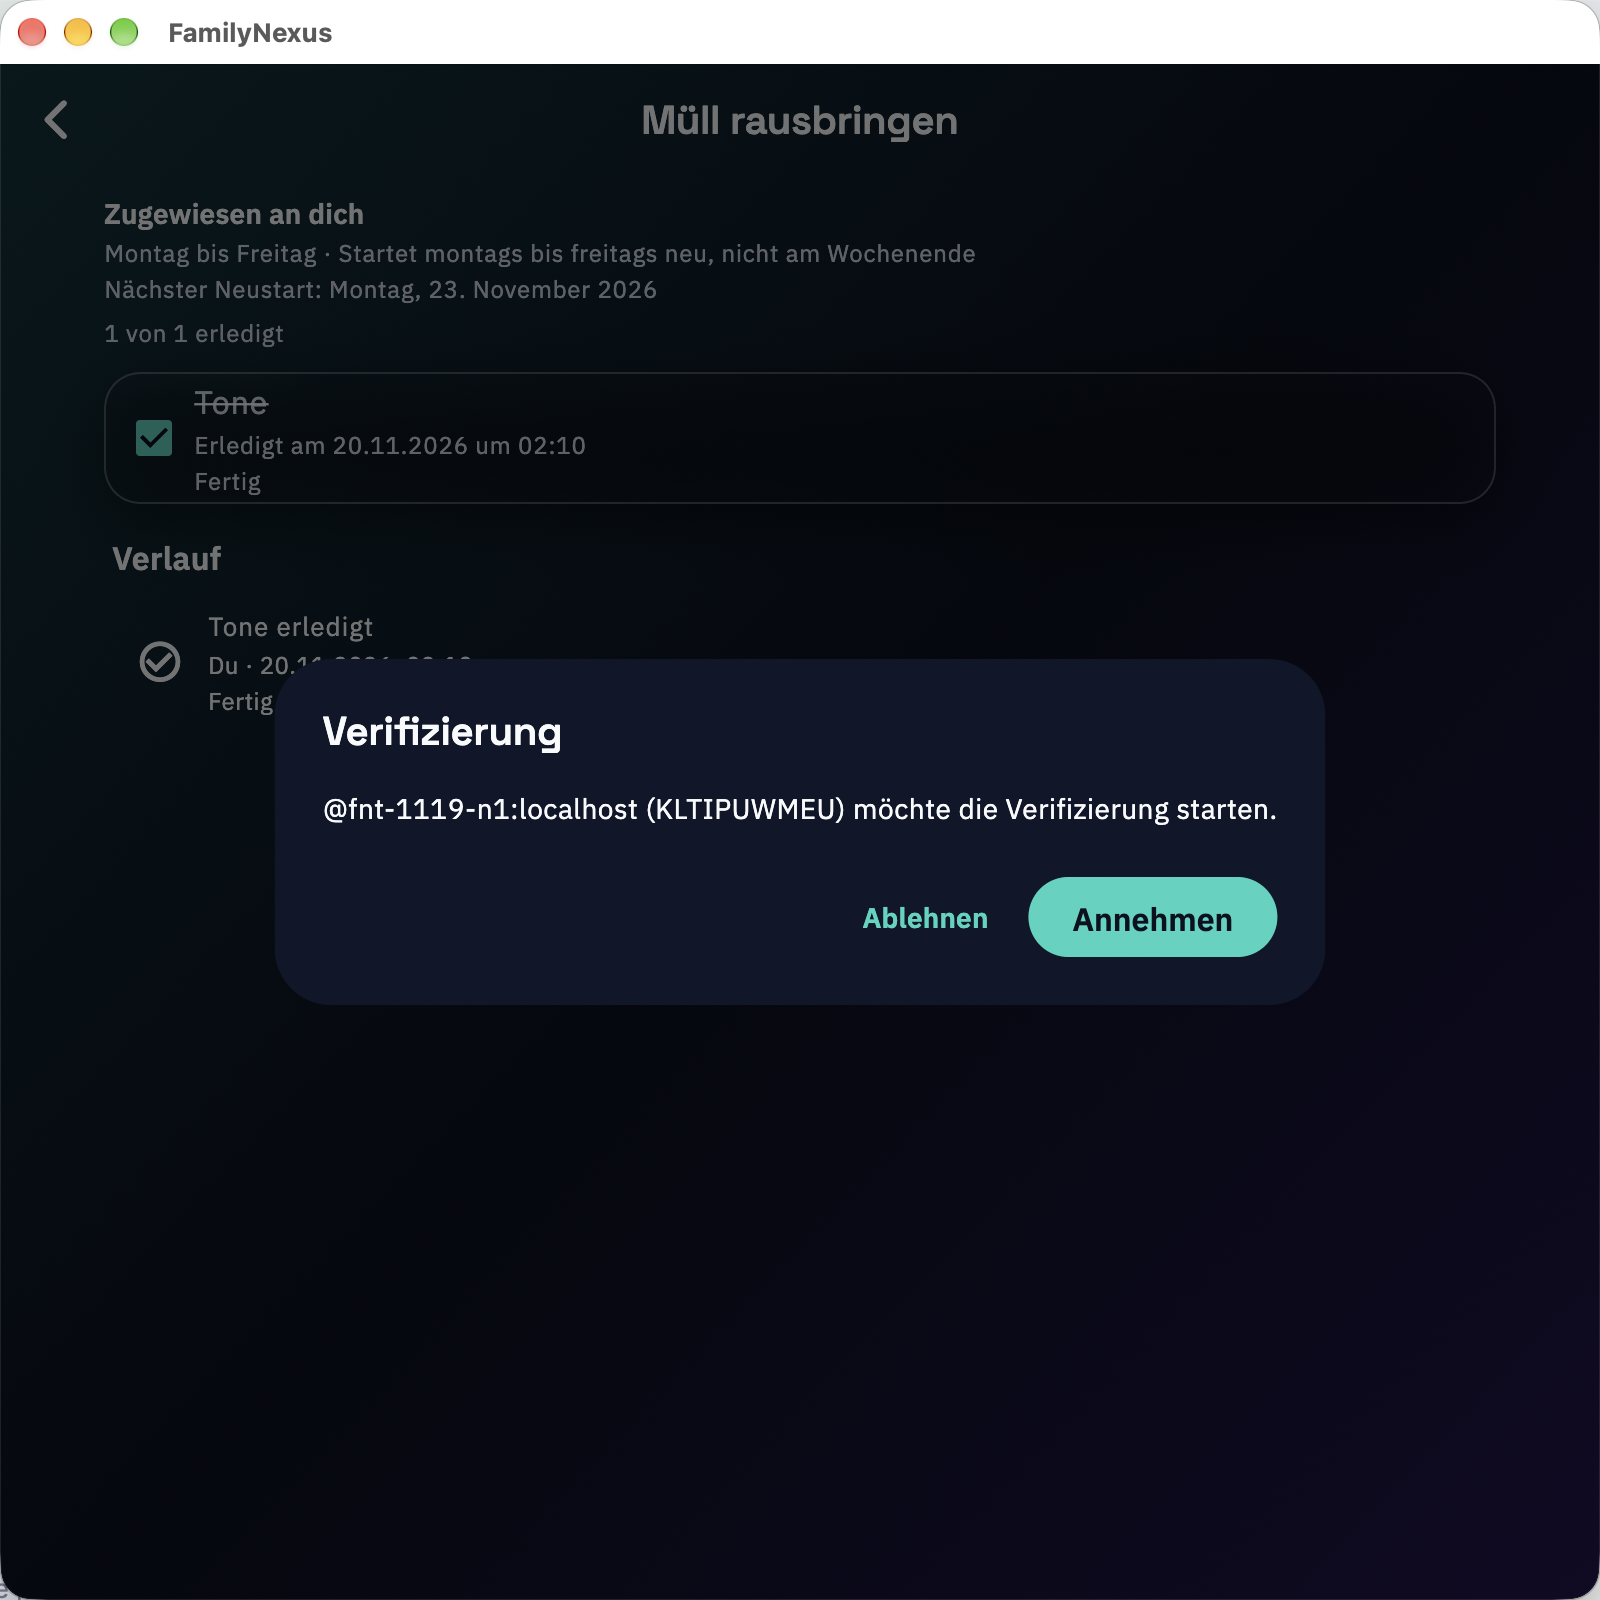 FamilyNexus
Müll rausbringen
Zugewiesen an dich
Montag bis Freitag · Startet montags bis freitags neu, nicht am Wochenende
Nächster Neustart: Montag, 23. November 2026
1 von 1 erledigt
Tone
Erledigt am 20.11.2026 um 02:10
Fertig
Verlauf
Tone erledigt
Du · 20.11
Fertig
Verifizierung
@fnt-1119-n1:localhost (KLTIPUWMEU) möchte die Verifizierung starten.
Ablehnen
Annehmen